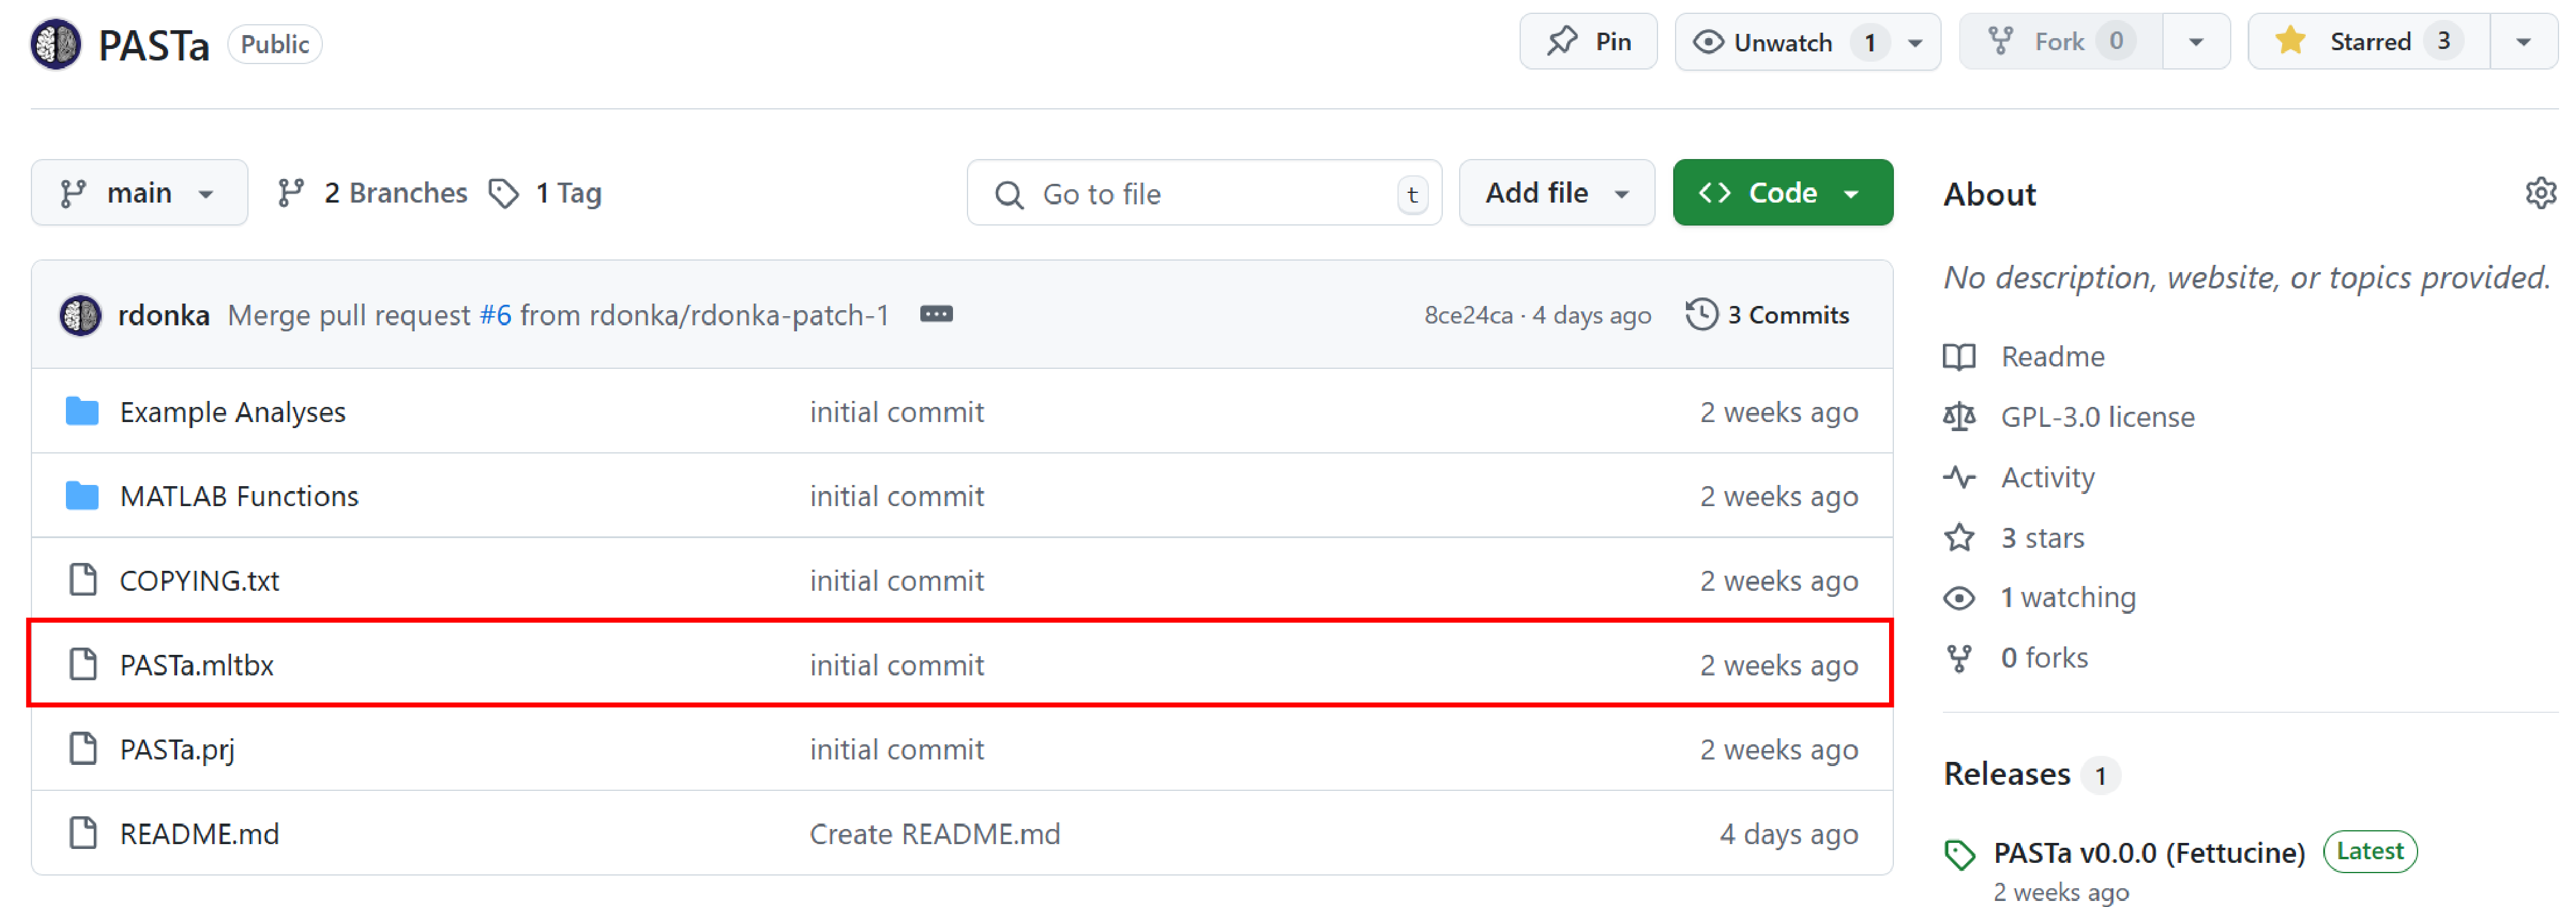 PASTa Public Pin Unwatch 1 Fork 0 Starred 3
main 2 Branches 1 Tag Go to file t Add file Code
rdonka Merge pull request #6 from rdonka/rdonka-patch-1 8ce24ca · 4 days ago 3 Commits
Example Analyses initial commit 2 weeks ago
MATLAB Functions initial commit 2 weeks ago
COPYING.txt initial commit 2 weeks ago
PASTa.mltbx initial commit 2 weeks ago
PASTa.prj initial commit 2 weeks ago
README.md Create README.md 4 days ago
About
No description, website, or topics provided.
Readme
GPL-3.0 license
Activity
3 stars
1 watching
0 forks
Releases 1
PASTa v0.0.0 (Fettucine) Latest
2 weeks ago